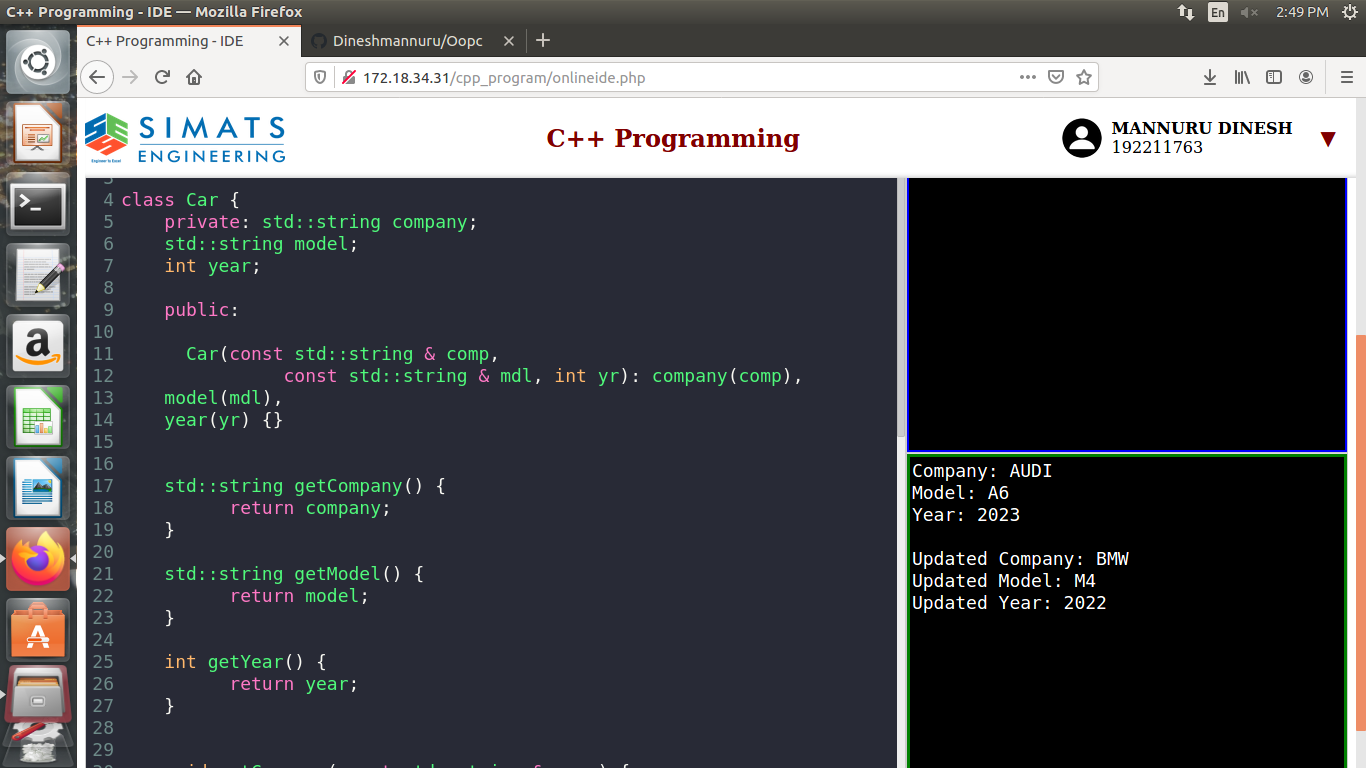 C++ Programming - IDE — Mozilla Firefox
En
2:49 PM
C++ Programming - IDE
Dineshmannuru/Oopc
172.18.34.31/cpp_program/onlineide.php
SIMATS
ENGINEERING
Engineer to Excel
C++ Programming
MANNURU DINESH
192211763
4 class Car {
5 private: std::string company;
6 std::string model;
7 int year;
8
9 public:
10
11 Car(const std::string & comp,
12 const std::string & mdl, int yr): company(comp),
13 model(mdl),
14 year(yr) {}
15
16
17 std::string getCompany() {
18 return company;
19 }
20
21 std::string getModel() {
22 return model;
23 }
24
25 int getYear() {
26 return year;
27 }
28
29
Company: AUDI
Model: A6
Year: 2023
Updated Company: BMW
Updated Model: M4
Updated Year: 2022